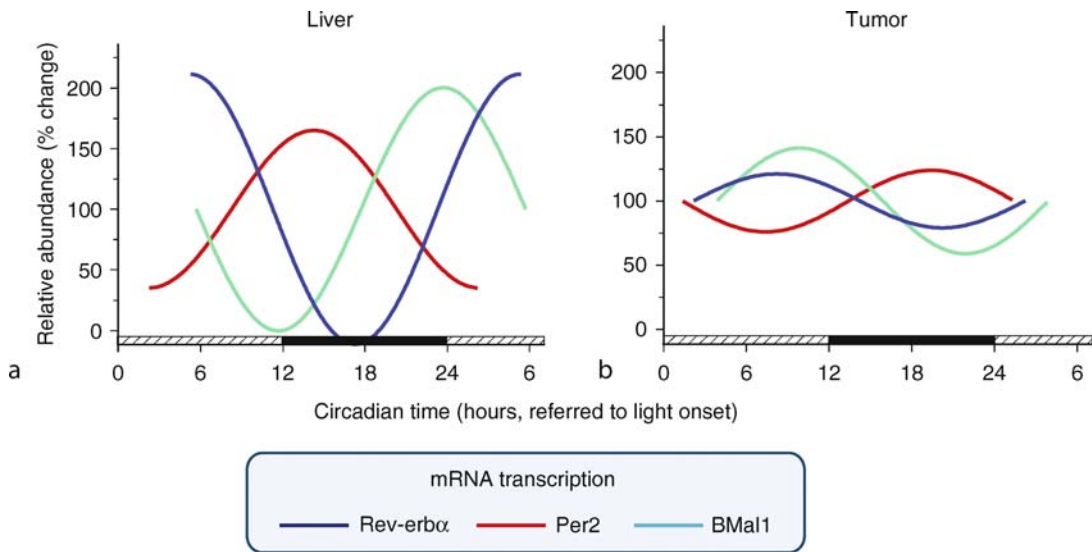 Liver
Relative abundance (% change)
200
150
100
50
0
0 6 12 18 24 6
a
Tumor
200
150
100
50
0
0 6 12 18 24 6
b
Circadian time (hours, referred to light onset)
mRNA transcription
Rev-erbα Per2 BMal1